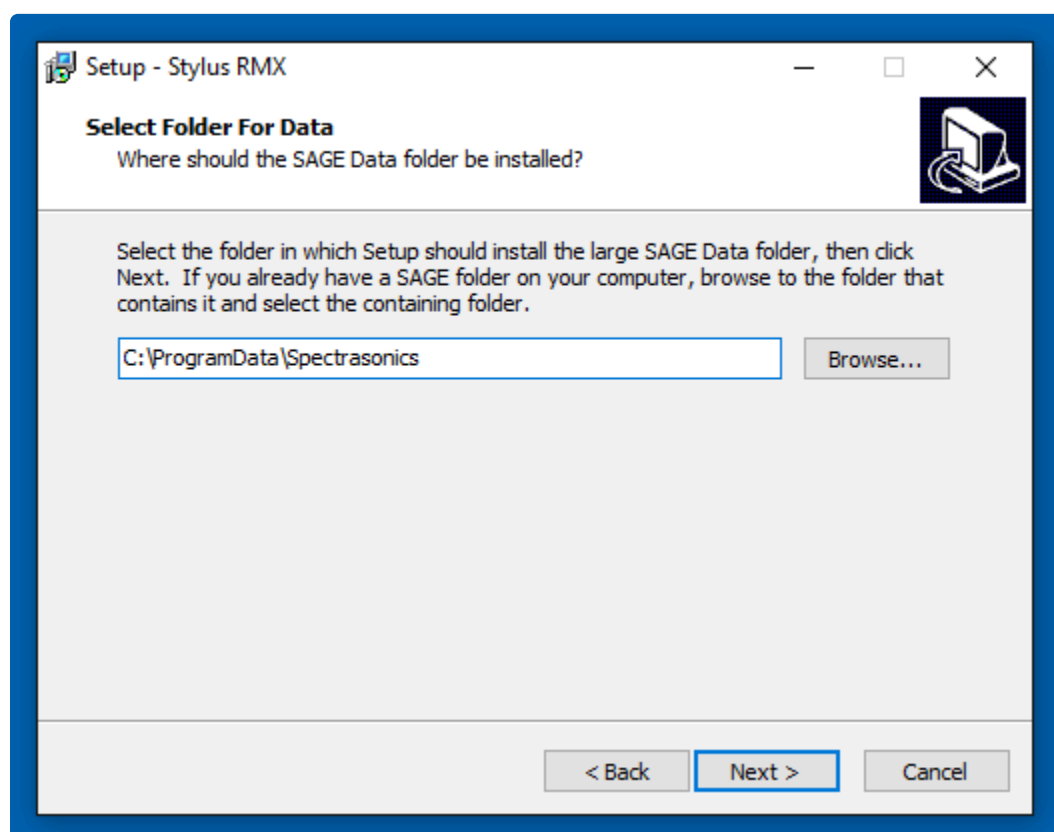 Setup - Stylus RMX
Select Folder For Data
Where should the SAGE Data folder be installed?
Select the folder in which Setup should install the large SAGE Data folder, then click
Next.  If you already have a SAGE folder on your computer, browse to the folder that
contains it and select the containing folder.
C:\ProgramData\Spectrasonics
Browse...
< Back
Next >
Cancel